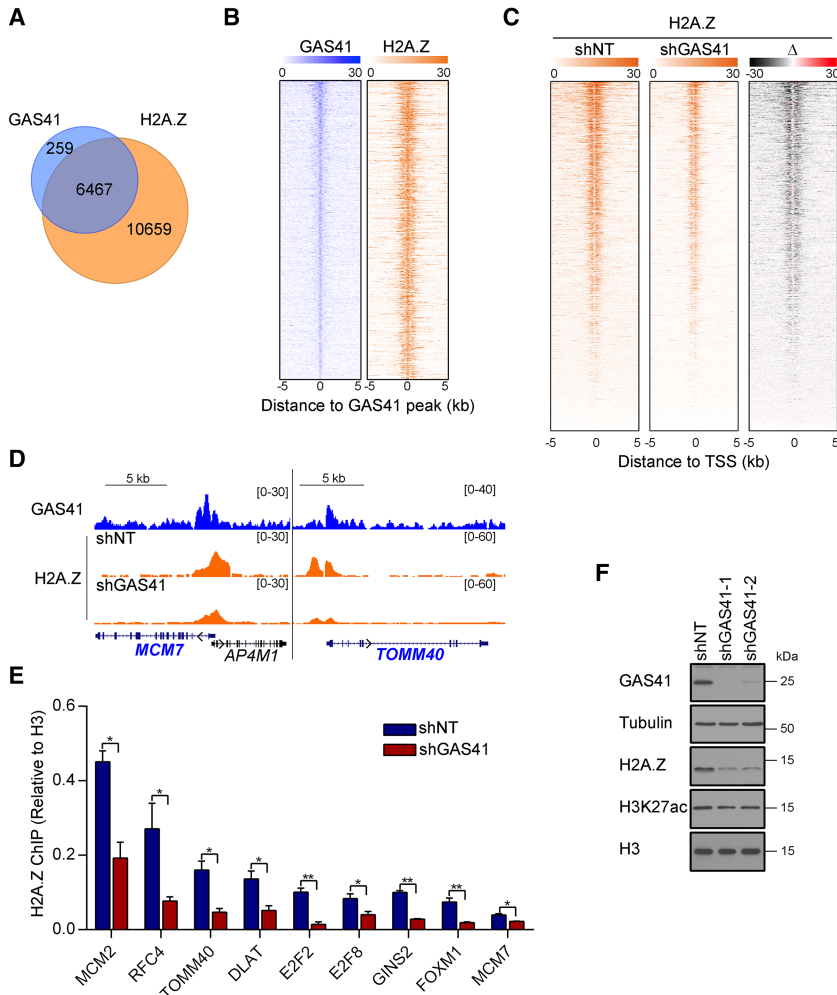 A
GAS41
H2A.Z
259
6467
10659
B
GAS41
H2A.Z
0
30
0
30
-5
0
5
-5
0
5
kb
Distance to GAS41 peak (kb)
C
H2A.Z
shNT
shGAS41
Δ
0
30
0
30
-30
30
-5
0
5
-5
0
5
-5
0
5
Distance to TSS (kb)
D
5 kb
[0-30]
5 kb
[0-40]
GAS41
shNT
[0-30]
[0-60]
H2A.Z
shGAS41
[0-30]
[0-60]
MCM7
AP4M1
TOMM40
E
H2A.Z ChIP (Relative to H3)
0.6
0.4
0.2
0.0
shNT
shGAS41
*
*
*
*
**
*
**
**
*
MCM2
RFC4
TOMM40
DLAT
E2F2
E2F8
GINS2
FOXM1
MCM7
F
shNT
shGAS41-1
shGAS41-2
kDa
GAS41
25
Tubulin
50
H2A.Z
15
H3K27ac
15
H3
15